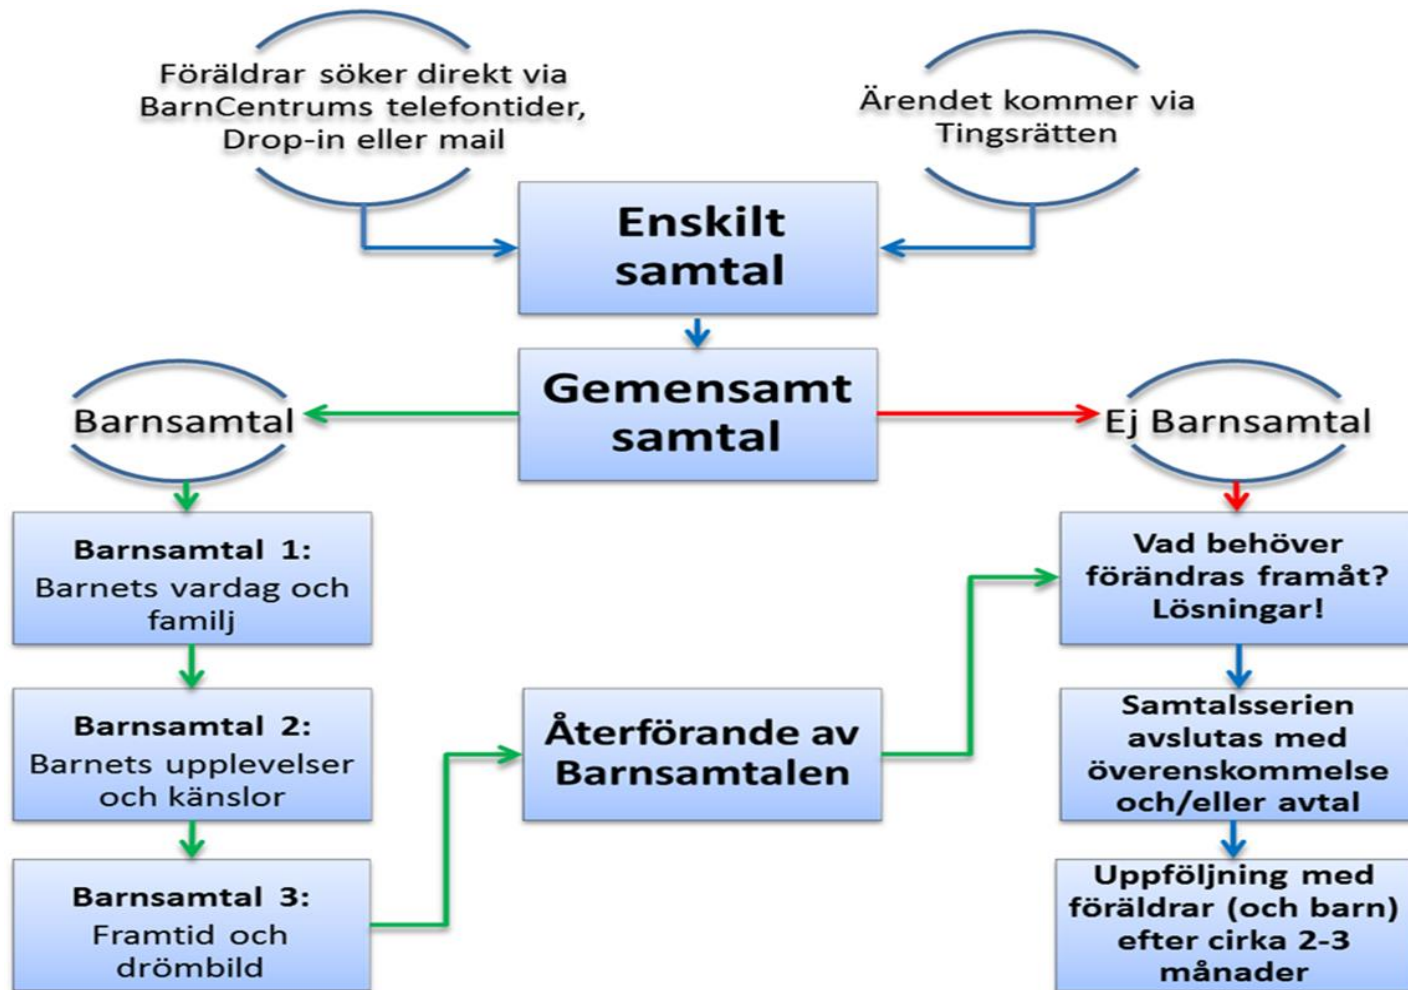 Föräldrar söker direkt via
BarnCentrums telefontider,
Drop-in eller mail
Ärendet kommer via
Tingsrätten
Enskilt
samtal
Gemensamt
samtal
Barnsamtal
Ej Barnsamtal
Barnsamtal 1:
Barnets vardag och
familj
Barnsamtal 2:
Barnets upplevelser
och känslor
Barnsamtal 3:
Framtid och
drömbild
Återförande av
Barnsamtalen
Vad behöver
förändras framåt?
Lösningar!
Samtalsserien
avslutas med
överenskommelse
och/eller avtal
Uppföljning med
föräldrar (och barn)
efter cirka 2-3
månader